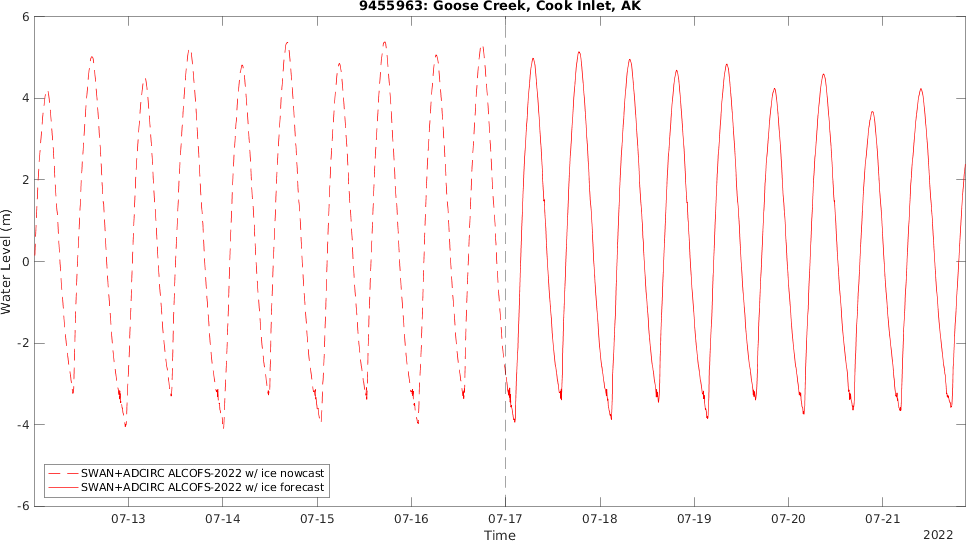 9455963: Goose Creek, Cook Inlet, AK
6
4
2
0
-2
-4
-6
Water Level (m)
SWAN+ADCIRC ALCOFS-2022 w/ ice nowcast
SWAN+ADCIRC ALCOFS-2022 w/ ice forecast
07-13 07-14 07-15 07-16 07-17 07-18 07-19 07-20 07-21
Time
2022